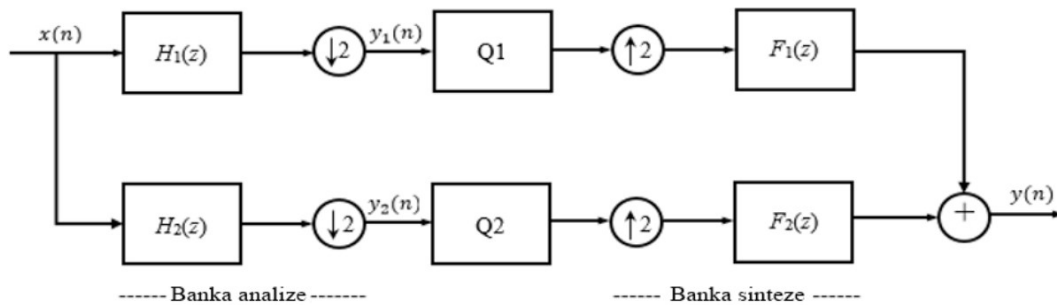 x(n) H₁(z) ↓2 y₁(n) Q1 ↑2 F₁(z)
H₂(z) ↓2 y₂(n) Q2 ↑2 F₂(z) + y(n)
------ Banka analize ------- ------ Banka sinteze ------